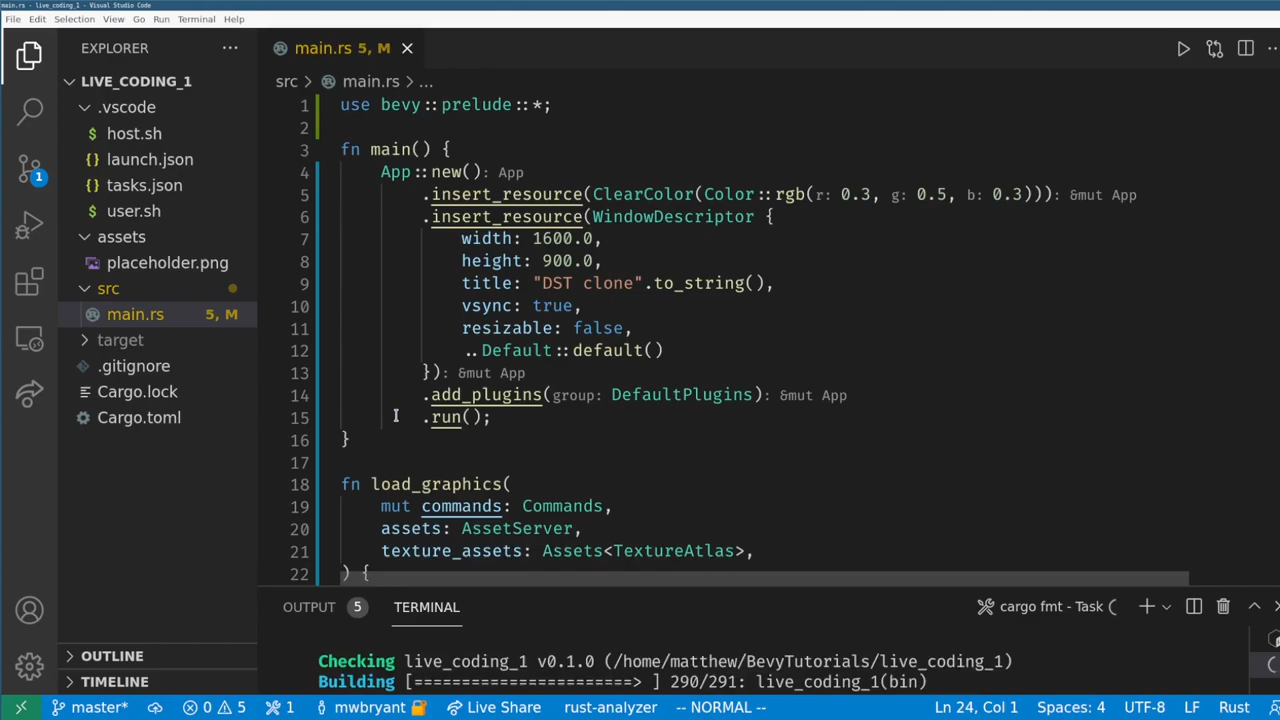 main.rs - live_coding_1 - Visual Studio Code
File Edit Selection View Go Run Terminal Help
EXPLORER
LIVE_CODING_1
.vscode
$ host.sh
{} launch.json
{} tasks.json
$ user.sh
assets
placeholder.png
src
main.rs 5, M
target
.gitignore
Cargo.lock
Cargo.toml
OUTLINE
TIMELINE
1
main.rs 5, M
src > main.rs > ...
1 use bevy::prelude::*;
2
3 fn main() {
4 App::new(): App
5 .insert_resource(ClearColor(Color::rgb(r: 0.3, g: 0.5, b: 0.3))): &mut App
6 .insert_resource(WindowDescriptor {
7 width: 1600.0,
8 height: 900.0,
9 title: "DST clone".to_string(),
10 vsync: true,
11 resizable: false,
12 ..Default::default()
13 }): &mut App
14 .add_plugins(group: DefaultPlugins): &mut App
15 .run();
16 }
17
18 fn load_graphics(
19 mut commands: Commands,
20 assets: AssetServer,
21 texture_assets: Assets<TextureAtlas>,
22 ) {
OUTPUT 5 TERMINAL cargo fmt - Task
Checking live_coding_1 v0.1.0 (/home/matthew/BevyTutorials/live_coding_1)
Building [=======================> ] 290/291: live_coding_1(bin)
master* 0 5 1 mwbryant Live Share rust-analyzer -- NORMAL -- Ln 24, Col 1 Spaces: 4 UTF-8 LF Rust